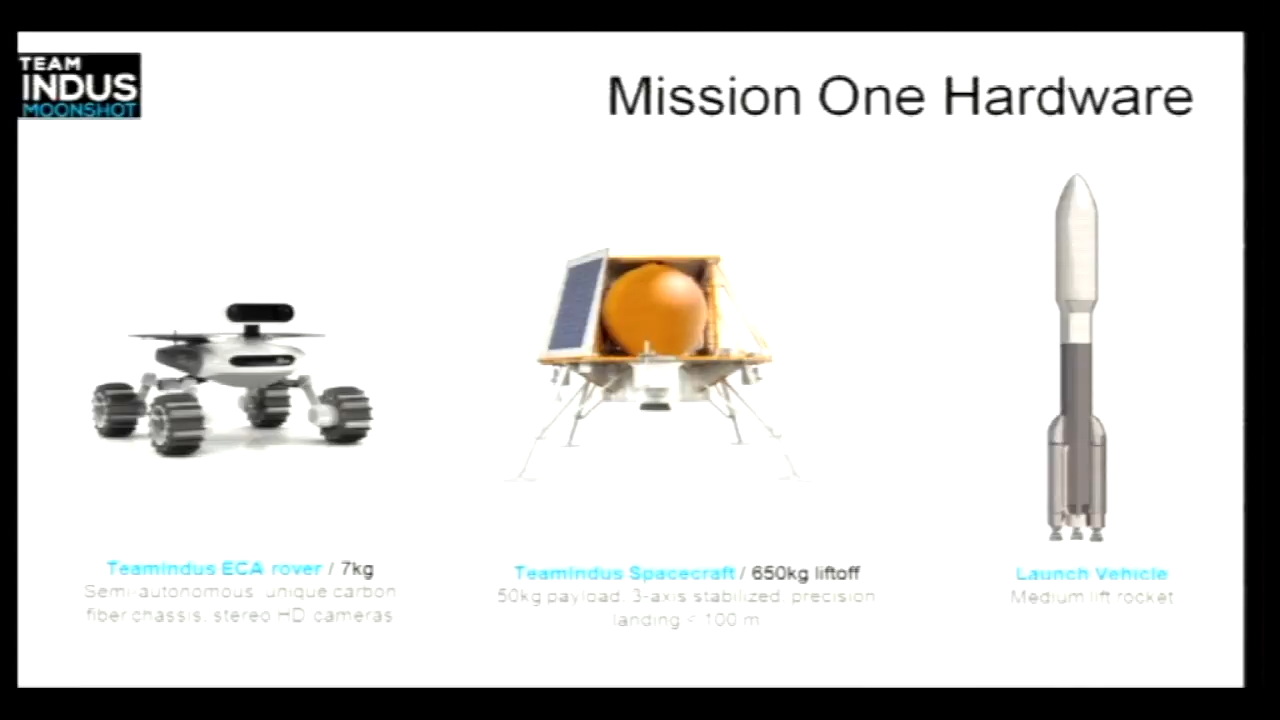 TEAM
INDUS
MOONSHOT
Mission One Hardware
TeamIndus ECA rover / 7kg
Semi-autonomous, unique carbon
fiber chassis, stereo HD cameras
TeamIndus Spacecraft / 650kg liftoff
50kg payload, 3-axis stabilized, precision
landing < 100 m
Launch Vehicle
Medium lift rocket